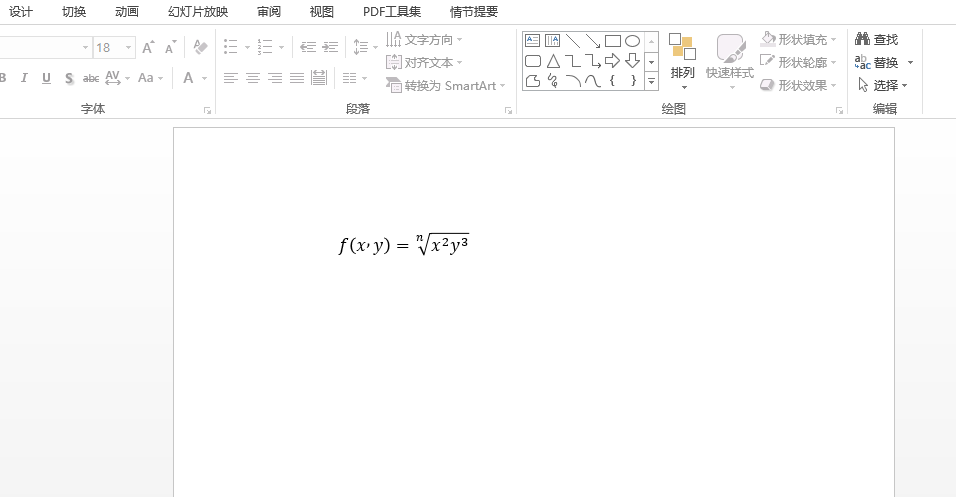 设计 切换 动画 幻灯片放映 审阅 视图 PDF工具集 情节提要
18 A A 文字方向 形状填充 查找
对齐文本 排列 快速样式 形状轮廓 替换
B I U S abc AV Aa A 转换为 SmartArt 形状效果 选择
字体 段落 绘图 编辑
f(x,y) = ⁿ√x²y³